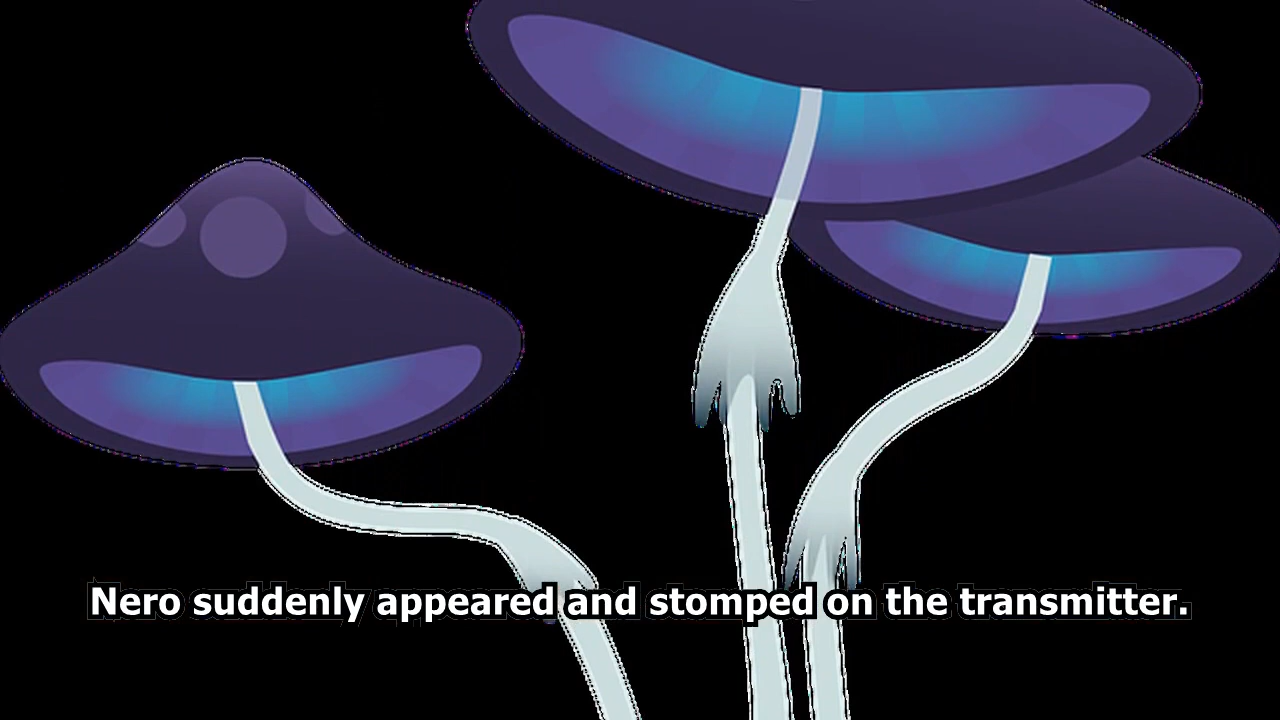 Nero suddenly appeared and stomped on the transmitter.